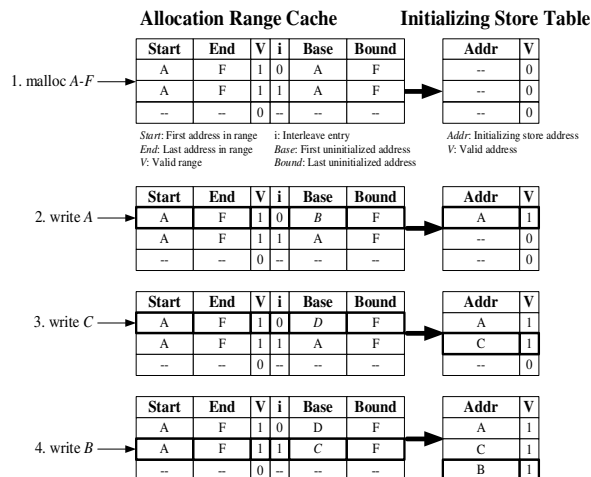 Allocation Range Cache Initializing Store Table
Start End V i Base Bound Addr V
A F 1 0 A F -- 0
1. malloc A-F A F 1 1 A F -- 0
-- -- 0 -- -- -- -- 0
Start: First address in range i: Interleave entry Addr: Initializing store address
End: Last address in range Base: First uninitialized address V: Valid address
V: Valid range Bound: Last uninitialized address
Start End V i Base Bound Addr V
2. write A A F 1 0 B F A 1
A F 1 1 A F -- 0
-- -- 0 -- -- -- -- 0
Start End V i Base Bound Addr V
3. write C A F 1 0 D F A 1
A F 1 1 A F C 1
-- -- 0 -- -- -- -- 0
Start End V i Base Bound Addr V
A F 1 0 D F A 1
4. write B A F 1 1 C F C 1
-- -- 0 -- -- -- B 1